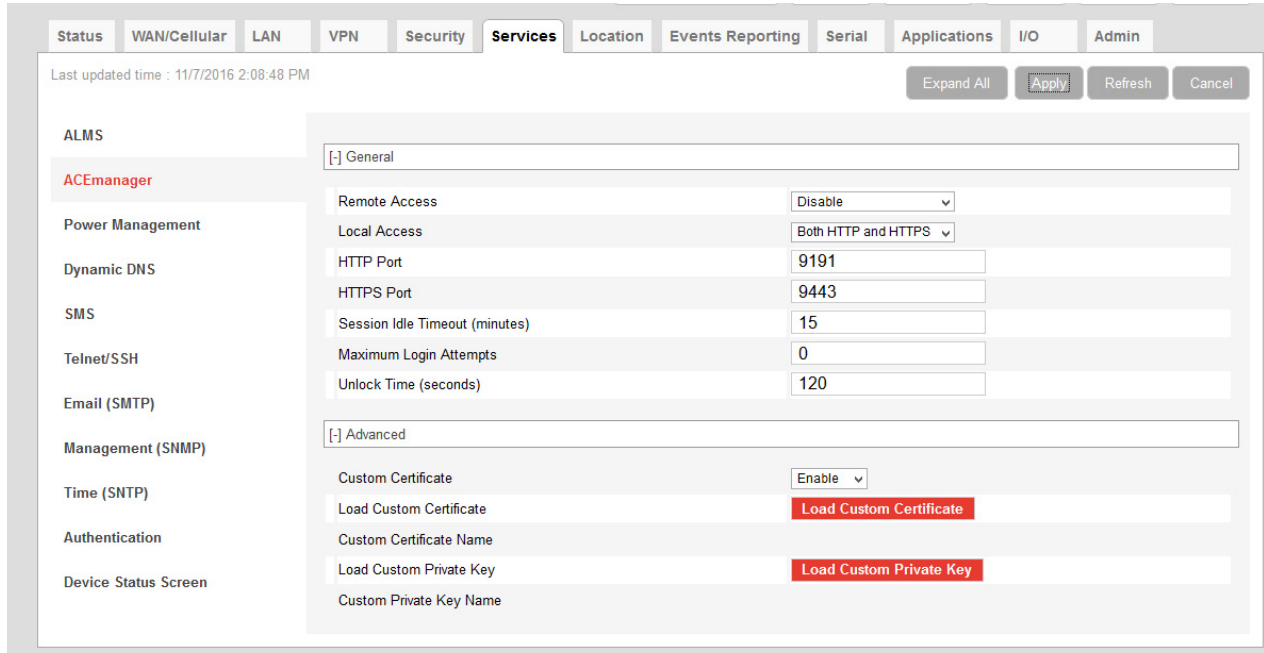 Status WAN/Cellular LAN VPN Security Services Location Events Reporting Serial Applications I/O Admin
Last updated time : 11/7/2016 2:08:48 PM
Expand All Apply Refresh Cancel
ALMS
ACEmanager
Power Management
Dynamic DNS
SMS
Telnet/SSH
Email (SMTP)
Management (SNMP)
Time (SNTP)
Authentication
Device Status Screen
[-] General
Remote Access Disable
Local Access Both HTTP and HTTPS
HTTP Port 9191
HTTPS Port 9443
Session Idle Timeout (minutes) 15
Maximum Login Attempts 0
Unlock Time (seconds) 120
[-] Advanced
Custom Certificate Enable
Load Custom Certificate Load Custom Certificate
Custom Certificate Name
Load Custom Private Key Load Custom Private Key
Custom Private Key Name